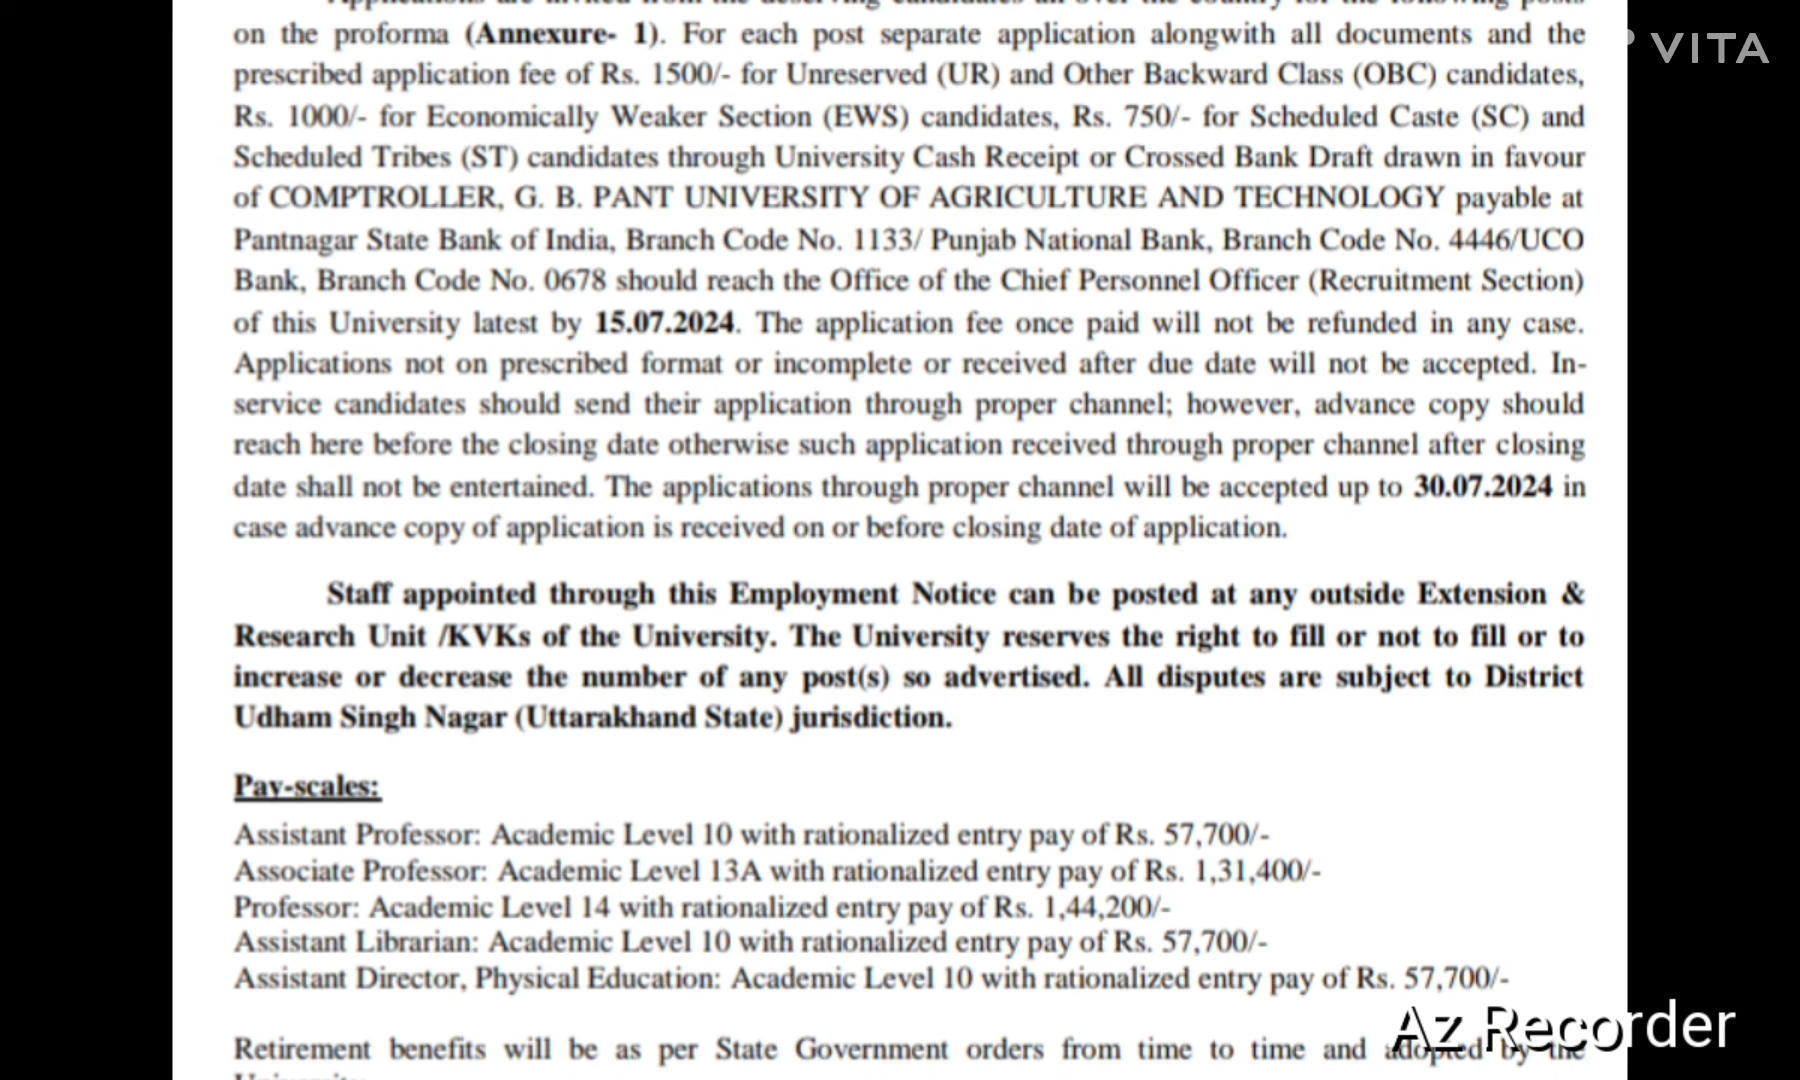 on the proforma (Annexure- 1). For each post separate application alongwith all documents and the
VITA
prescribed application fee of Rs. 1500/- for Unreserved (UR) and Other Backward Class (OBC) candidates,
Rs. 1000/- for Economically Weaker Section (EWS) candidates, Rs. 750/- for Scheduled Caste (SC) and
Scheduled Tribes (ST) candidates through University Cash Receipt or Crossed Bank Draft drawn in favour
of COMPTROLLER, G. B. PANT UNIVERSITY OF AGRICULTURE AND TECHNOLOGY payable at
Pantnagar State Bank of India, Branch Code No. 1133/ Punjab National Bank, Branch Code No. 4446/UCO
Bank, Branch Code No. 0678 should reach the Office of the Chief Personnel Officer (Recruitment Section)
of this University latest by 15.07.2024. The application fee once paid will not be refunded in any case.
Applications not on prescribed format or incomplete or received after due date will not be accepted. In-
service candidates should send their application through proper channel; however, advance copy should
reach here before the closing date otherwise such application received through proper channel after closing
date shall not be entertained. The applications through proper channel will be accepted up to 30.07.2024 in
case advance copy of application is received on or before closing date of application.
Staff appointed through this Employment Notice can be posted at any outside Extension &
Research Unit /KVKs of the University. The University reserves the right to fill or not to fill or to
increase or decrease the number of any post(s) so advertised. All disputes are subject to District
Udham Singh Nagar (Uttarakhand State) jurisdiction.
Pay-scales:
Assistant Professor: Academic Level 10 with rationalized entry pay of Rs. 57,700/-
Associate Professor: Academic Level 13A with rationalized entry pay of Rs. 1,31,400/-
Professor: Academic Level 14 with rationalized entry pay of Rs. 1,44,200/-
Assistant Librarian: Academic Level 10 with rationalized entry pay of Rs. 57,700/-
Assistant Director, Physical Education: Academic Level 10 with rationalized entry pay of Rs. 57,700/-
Az Recorder
Retirement benefits will be as per State Government orders from time to time and adopted by the